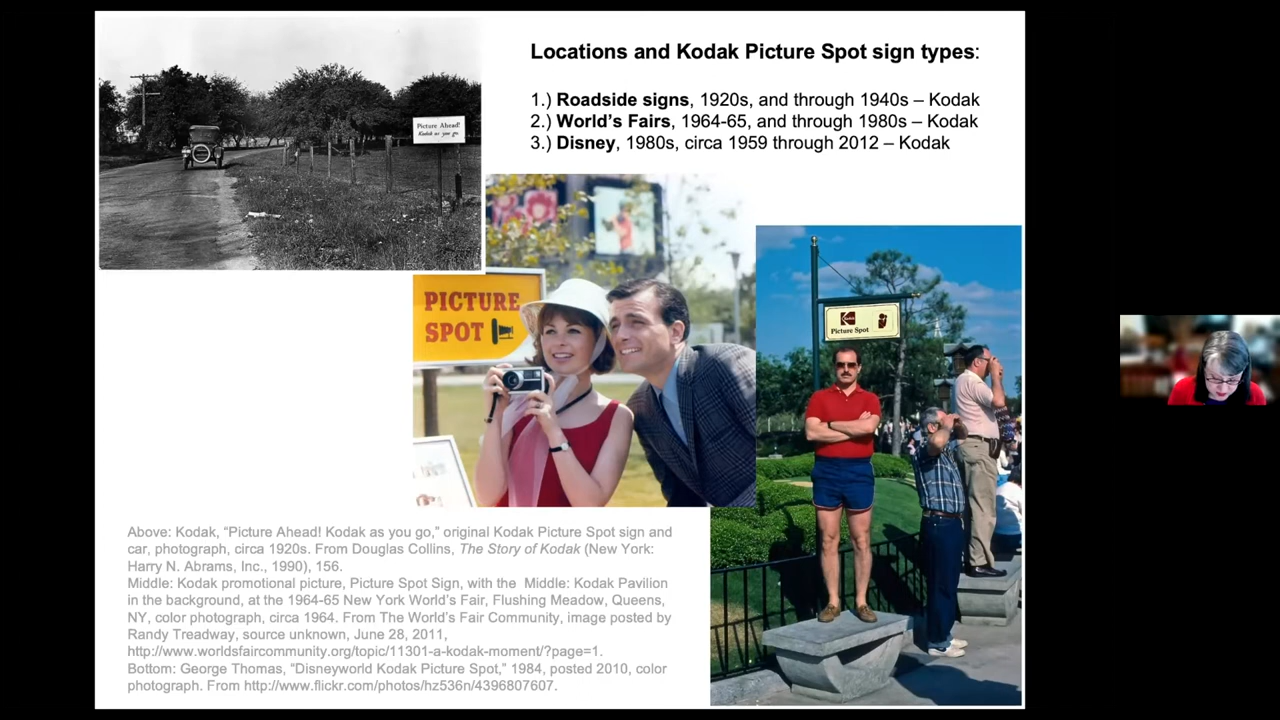 Locations and Kodak Picture Spot sign types:
1.) Roadside signs, 1920s, and through 1940s – Kodak
2.) World’s Fairs, 1964-65, and through 1980s – Kodak
3.) Disney, 1980s, circa 1959 through 2012 – Kodak
Picture Ahead!
Kodak as you go.
PICTURE
SPOT
Kodak
Picture Spot
Above: Kodak, “Picture Ahead! Kodak as you go,” original Kodak Picture Spot sign and
car, photograph, circa 1920s. From Douglas Collins, The Story of Kodak (New York:
Harry N. Abrams, Inc., 1990), 156.
Middle: Kodak promotional picture, Picture Spot Sign, with the Middle: Kodak Pavilion
in the background, at the 1964-65 New York World’s Fair, Flushing Meadow, Queens,
NY, color photograph, circa 1964. From The World’s Fair Community, image posted by
Randy Treadway, source unknown, June 28, 2011,
http://www.worldsfaircommunity.org/topic/11301-a-kodak-moment/?page=1.
Bottom: George Thomas, “Disneyworld Kodak Picture Spot,” 1984, posted 2010, color
photograph. From http://www.flickr.com/photos/hz536n/4396807607.